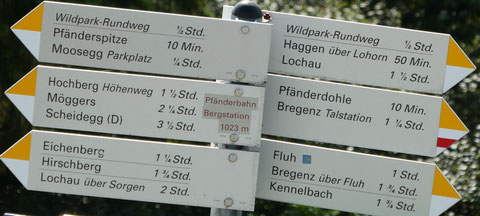 Wildpark-Rundweg ½ Std.
Pfänderspitze 10 Min.
Moosegg Parkplatz ¼ Std.
Hochberg Höhenweg 1 ½ Std.
Möggers 2 ¼ Std.
Scheidegg (D) 3 ½ Std.
Eichenberg 1 ¼ Std.
Hirschberg 1 ¾ Std.
Lochau über Sorgen 2 Std.
Pfänderbahn
Bergstation
1023 m
Wildpark-Rundweg ½ Std.
Haggen über Lohorn 50 Min.
Lochau 1 ½ Std.
Pfänderdohle 10 Min.
Bregenz Talstation 1 ¼ Std.
Fluh 1 Std.
Bregenz über Fluh 1 ¾ Std.
Kennelbach 1 ¾ Std.